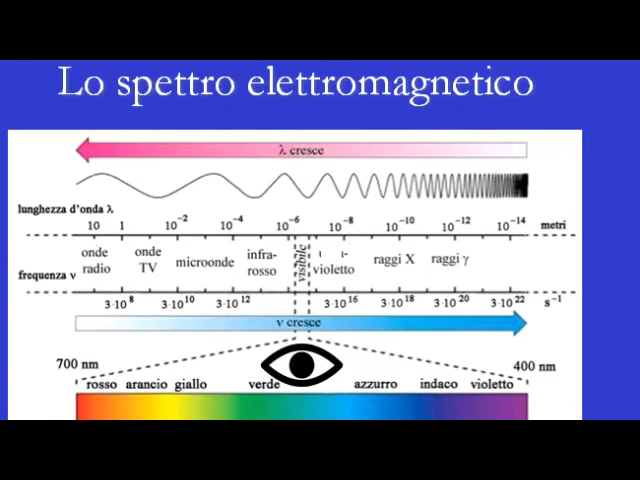 Lo spettro elettromagnetico
λ cresce
lunghezza d'onda λ
10 1 10⁻² 10⁻⁴ 10⁻⁶ 10⁻⁸ 10⁻¹⁰ 10⁻¹² 10⁻¹⁴ metri
onde radio
onde TV
microonde
infra-
rosso
visibile
violetto
raggi X
raggi γ
frequenza ν
3·10⁸ 3·10¹⁰ 3·10¹² 3·10¹⁶ 3·10¹⁸ 3·10²⁰ 3·10²² s⁻¹
ν cresce
700 nm 400 nm
rosso arancio giallo verde azzurro indaco violetto